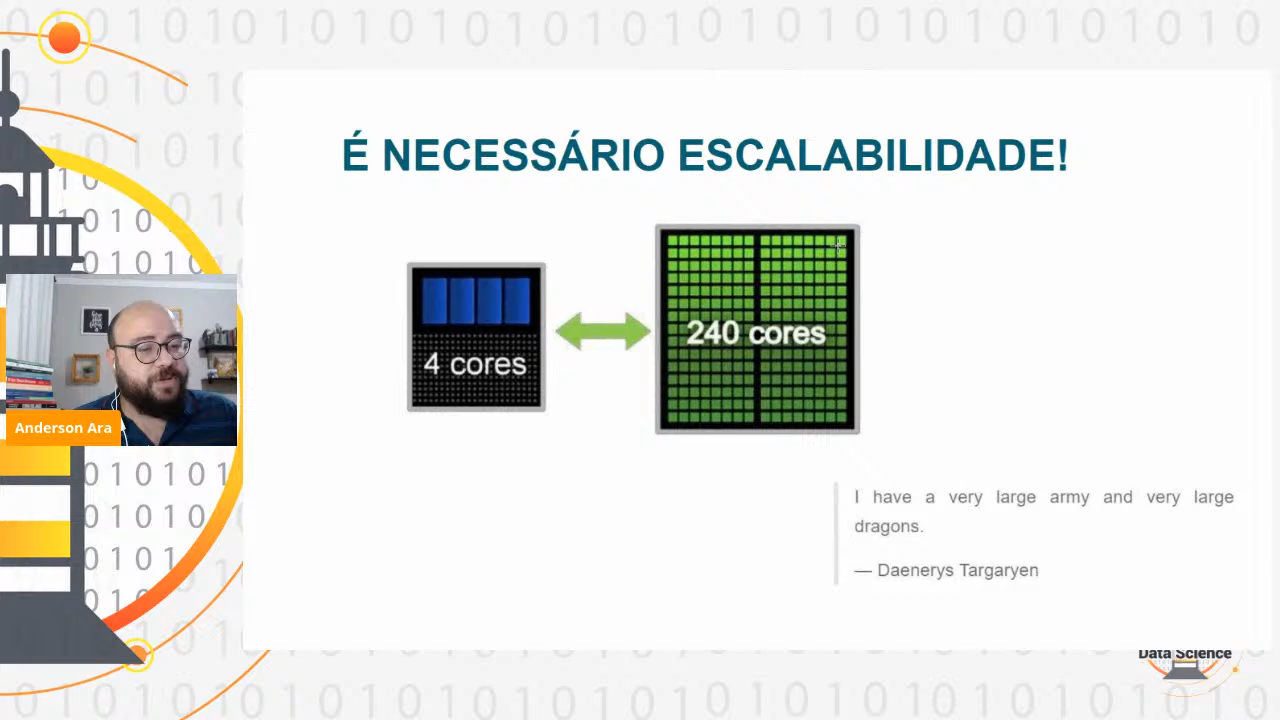 É NECESSÁRIO ESCALABILIDADE!
4 cores
240 cores
I have a very large army and very large
dragons.
— Daenerys Targaryen
Anderson Ara
Data Science